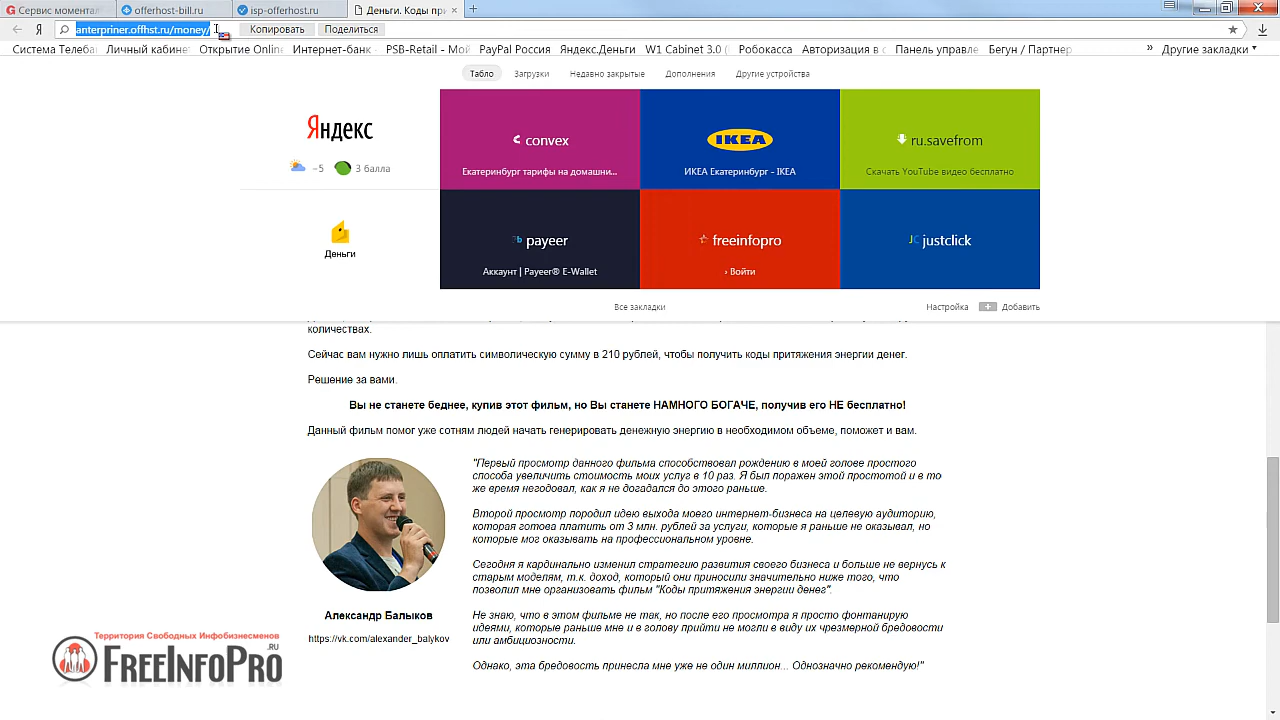 Сервис моментал
offerhost-bill.ru
isp-offerhost.ru
Деньги. Коды при
Я
anterpriner.offhst.ru/money/
Копировать
Поделиться
Система Телеба
Личный кабинет
Открытие Online
Интернет-банк
PSB-Retail - Мой
PayPal Россия
Яндекс.Деньги
W1 Cabinet 3.0 (
Робокасса
Авторизация в с
Панель управле
Бегун / Партнер
» Другие закладки
Табло
Загрузки
Недавно закрытые
Дополнения
Другие устройства
Яндекс
−5
3 балла
Деньги
convex
Екатеринбург тарифы на домашни...
IKEA
ИКЕА Екатеринбург - IKEA
ru.savefrom
Скачать YouTube видео бесплатно
payeer
Аккаунт | Payeer® E-Wallet
freeinfopro
› Войти
JC justclick
Все закладки
Настройка
Добавить
количествах.
Сейчас вам нужно лишь оплатить символическую сумму в 210 рублей, чтобы получить коды притяжения энергии денег.
Решение за вами.
Вы не станете беднее, купив этот фильм, но Вы станете НАМНОГО БОГАЧЕ, получив его НЕ бесплатно!
Данный фильм помог уже сотням людей начать генерировать денежную энергию в необходимом объеме, поможет и вам.
"Первый просмотр данного фильма способствовал рождению в моей голове простого
способа увеличить стоимость моих услуг в 10 раз. Я был поражен этой простотой и в то
же время негодовал, как я не догадался до этого раньше.
Второй просмотр породил идею выхода моего интернет-бизнеса на целевую аудиторию,
которая готова платить от 3 млн. рублей за услуги, которые я раньше не оказывал, но
которые мог оказывать на профессиональном уровне.
Сегодня я кардинально изменил стратегию развития своего бизнеса и больше не вернусь к
старым моделям, т.к. доход, который они приносили значительно ниже того, что
позволил мне организовать фильм "Коды притяжения энергии денег".
Не знаю, что в этом фильме не так, но после его просмотра я просто фонтанирую
идеями, которые раньше мне и в голову прийти не могли в виду их чрезмерной бредовости
или амбициозности.
Однако, эта бредовость принесла мне уже не один миллион... Однозначно рекомендую!"
Александр Балыков
https://vk.com/alexander_balykov
Территория Свободных Инфобизнесменов
FREEINFOPRO
.RU